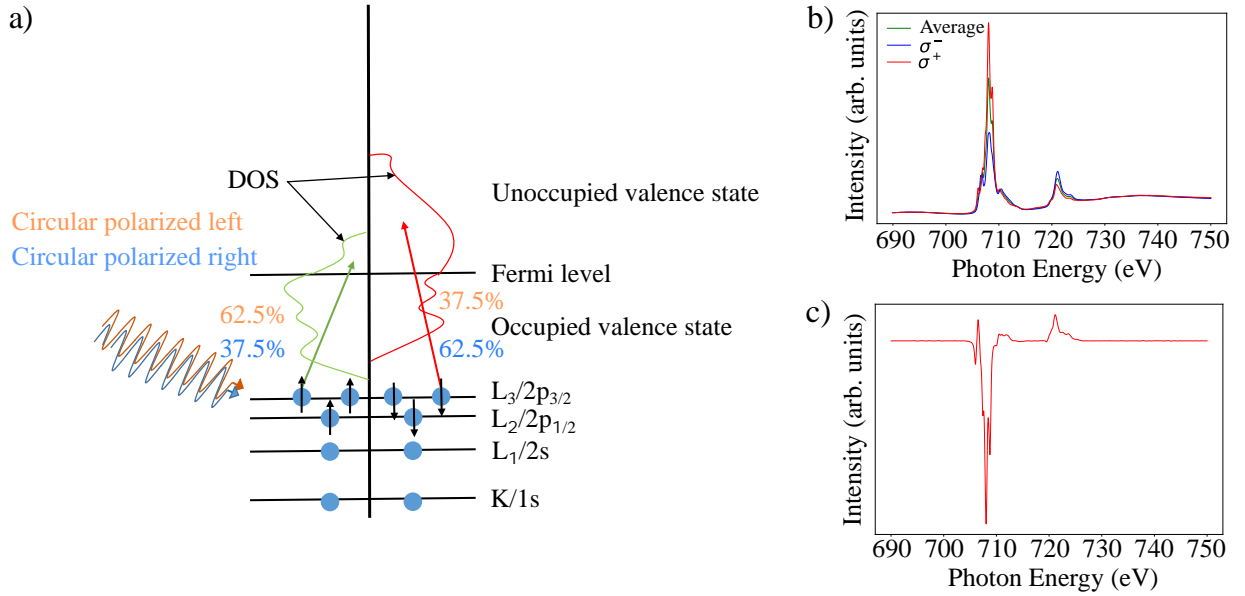 a)
DOS
Unoccupied valence state
Circular polarized left
Circular polarized right
Fermi level
62.5%
37.5%
37.5%
62.5%
Occupied valence state
L₃/2p₃/₂
L₂/2p₁/₂
L₁/2s
K/1s
b)
Intensity (arb. units)
Average
σ⁻
σ⁺
690 700 710 720 730 740 750
Photon Energy (eV)
c)
Intensity (arb. units)
690 700 710 720 730 740 750
Photon Energy (eV)